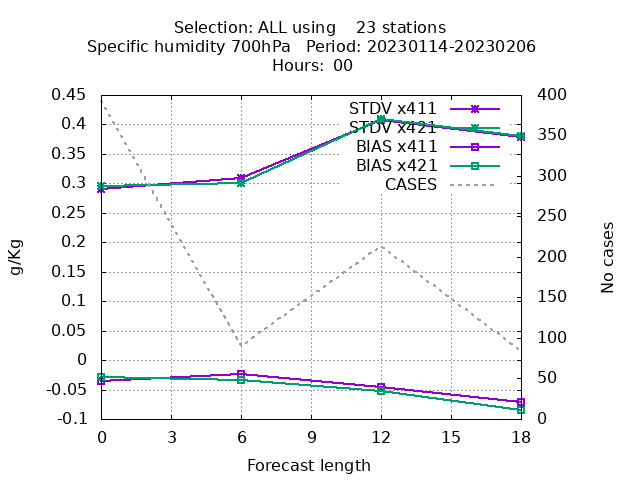 Selection: ALL using    23 stations
Specific humidity 700hPa   Period: 20230114-20230206
Hours:  00
0.45
0.4
0.35
0.3
0.25
0.2
0.15
0.1
0.05
0
-0.05
-0.1
g/Kg
STDV x411
STDV x421
BIAS x411
BIAS x421
CASES
400
350
300
250
200
150
100
50
0
No cases
0 3 6 9 12 15 18
Forecast length